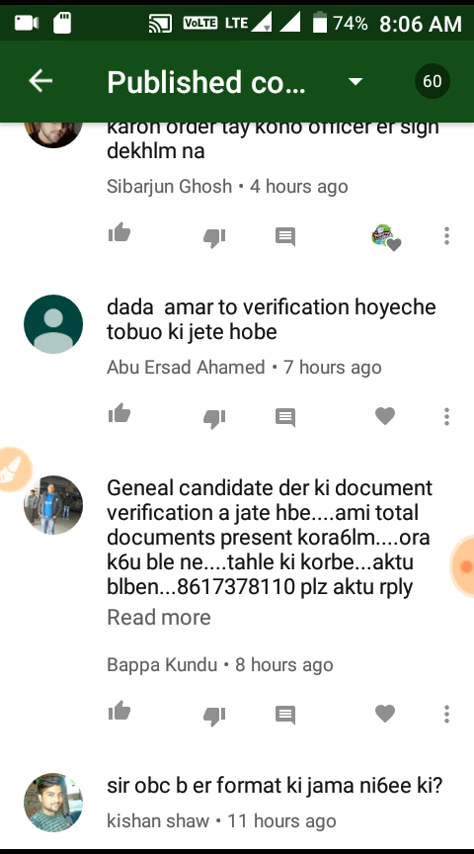 VoLTE LTE 74% 8:06 AM
Published co... 60
karon order tay kono officer er sign
dekhlm na
Sibarjun Ghosh • 4 hours ago
dada amar to verification hoyeche
tobuo ki jete hobe
Abu Ersad Ahamed • 7 hours ago
Geneal candidate der ki document
verification a jate hbe....ami total
documents present kora6lm....ora
k6u ble ne....tahle ki korbe...aktu
blben...8617378110 plz aktu rply
Read more
Bappa Kundu • 8 hours ago
sir obc b er format ki jama ni6ee ki?
kishan shaw • 11 hours ago